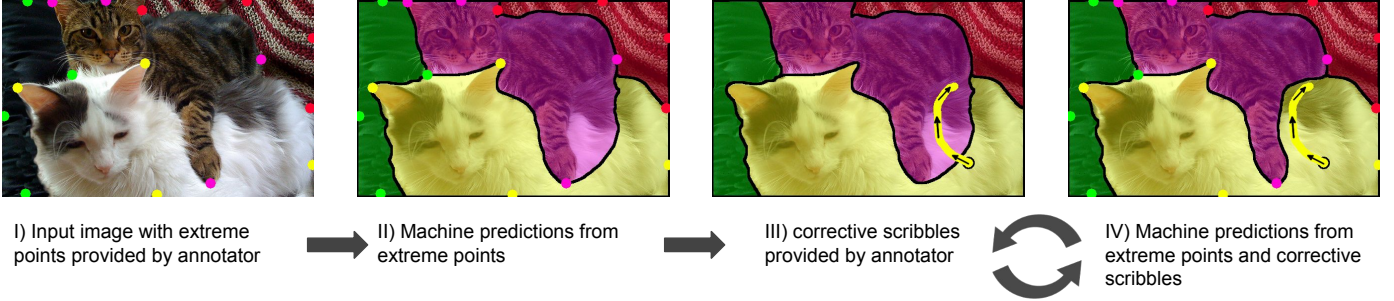 I) Input image with extreme
points provided by annotator
II) Machine predictions from
extreme points
III) corrective scribbles
provided by annotator
IV) Machine predictions from
extreme points and corrective
scribbles